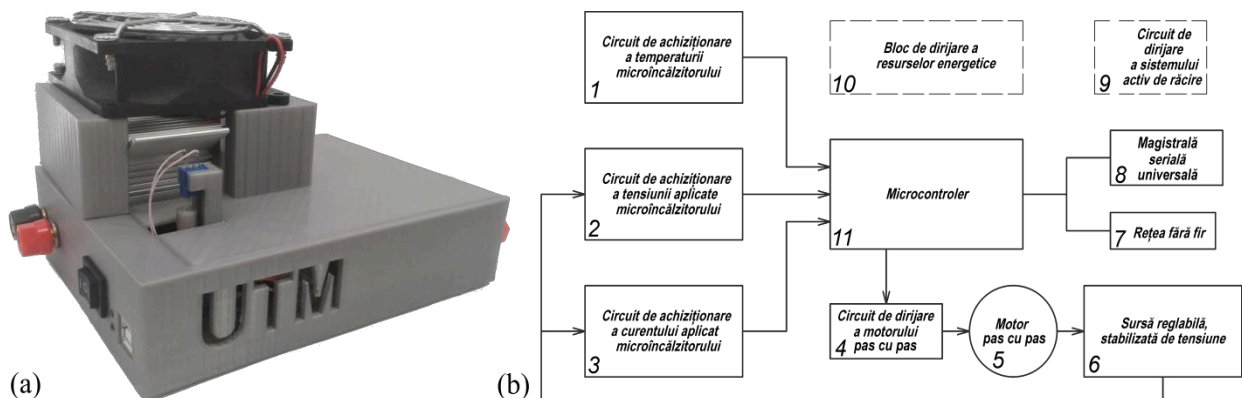 UTM
(a)
(b)
Circuit de achiziționare
a temperaturii
microîncălzitorului
1
Bloc de dirijare a
resurselor energetice
10
Circuit de
dirijare
a sistemului
activ de răcire
9
Circuit de achiziționare
a tensiunii aplicate
microîncălzitorului
2
Microcontroler
11
Magistrală
serială
universală
8
Rețea fără fir
7
Circuit de achiziționare
a curentului aplicat
microîncălzitorului
3
Circuit de dirijare
a motorului
pas cu pas
4
Motor
pas cu pas
5
Sursă reglabilă,
stabilizată de tensiune
6